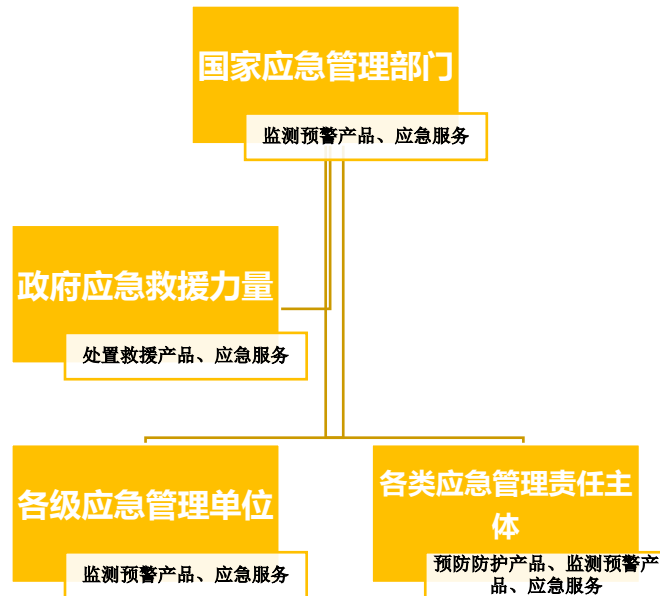 国家应急管理部门
监测预警产品、应急服务
政府应急救援力量
处置救援产品、应急服务
各级应急管理单位
监测预警产品、应急服务
各类应急管理责任主
体
预防防护产品、监测预警产
品、应急服务